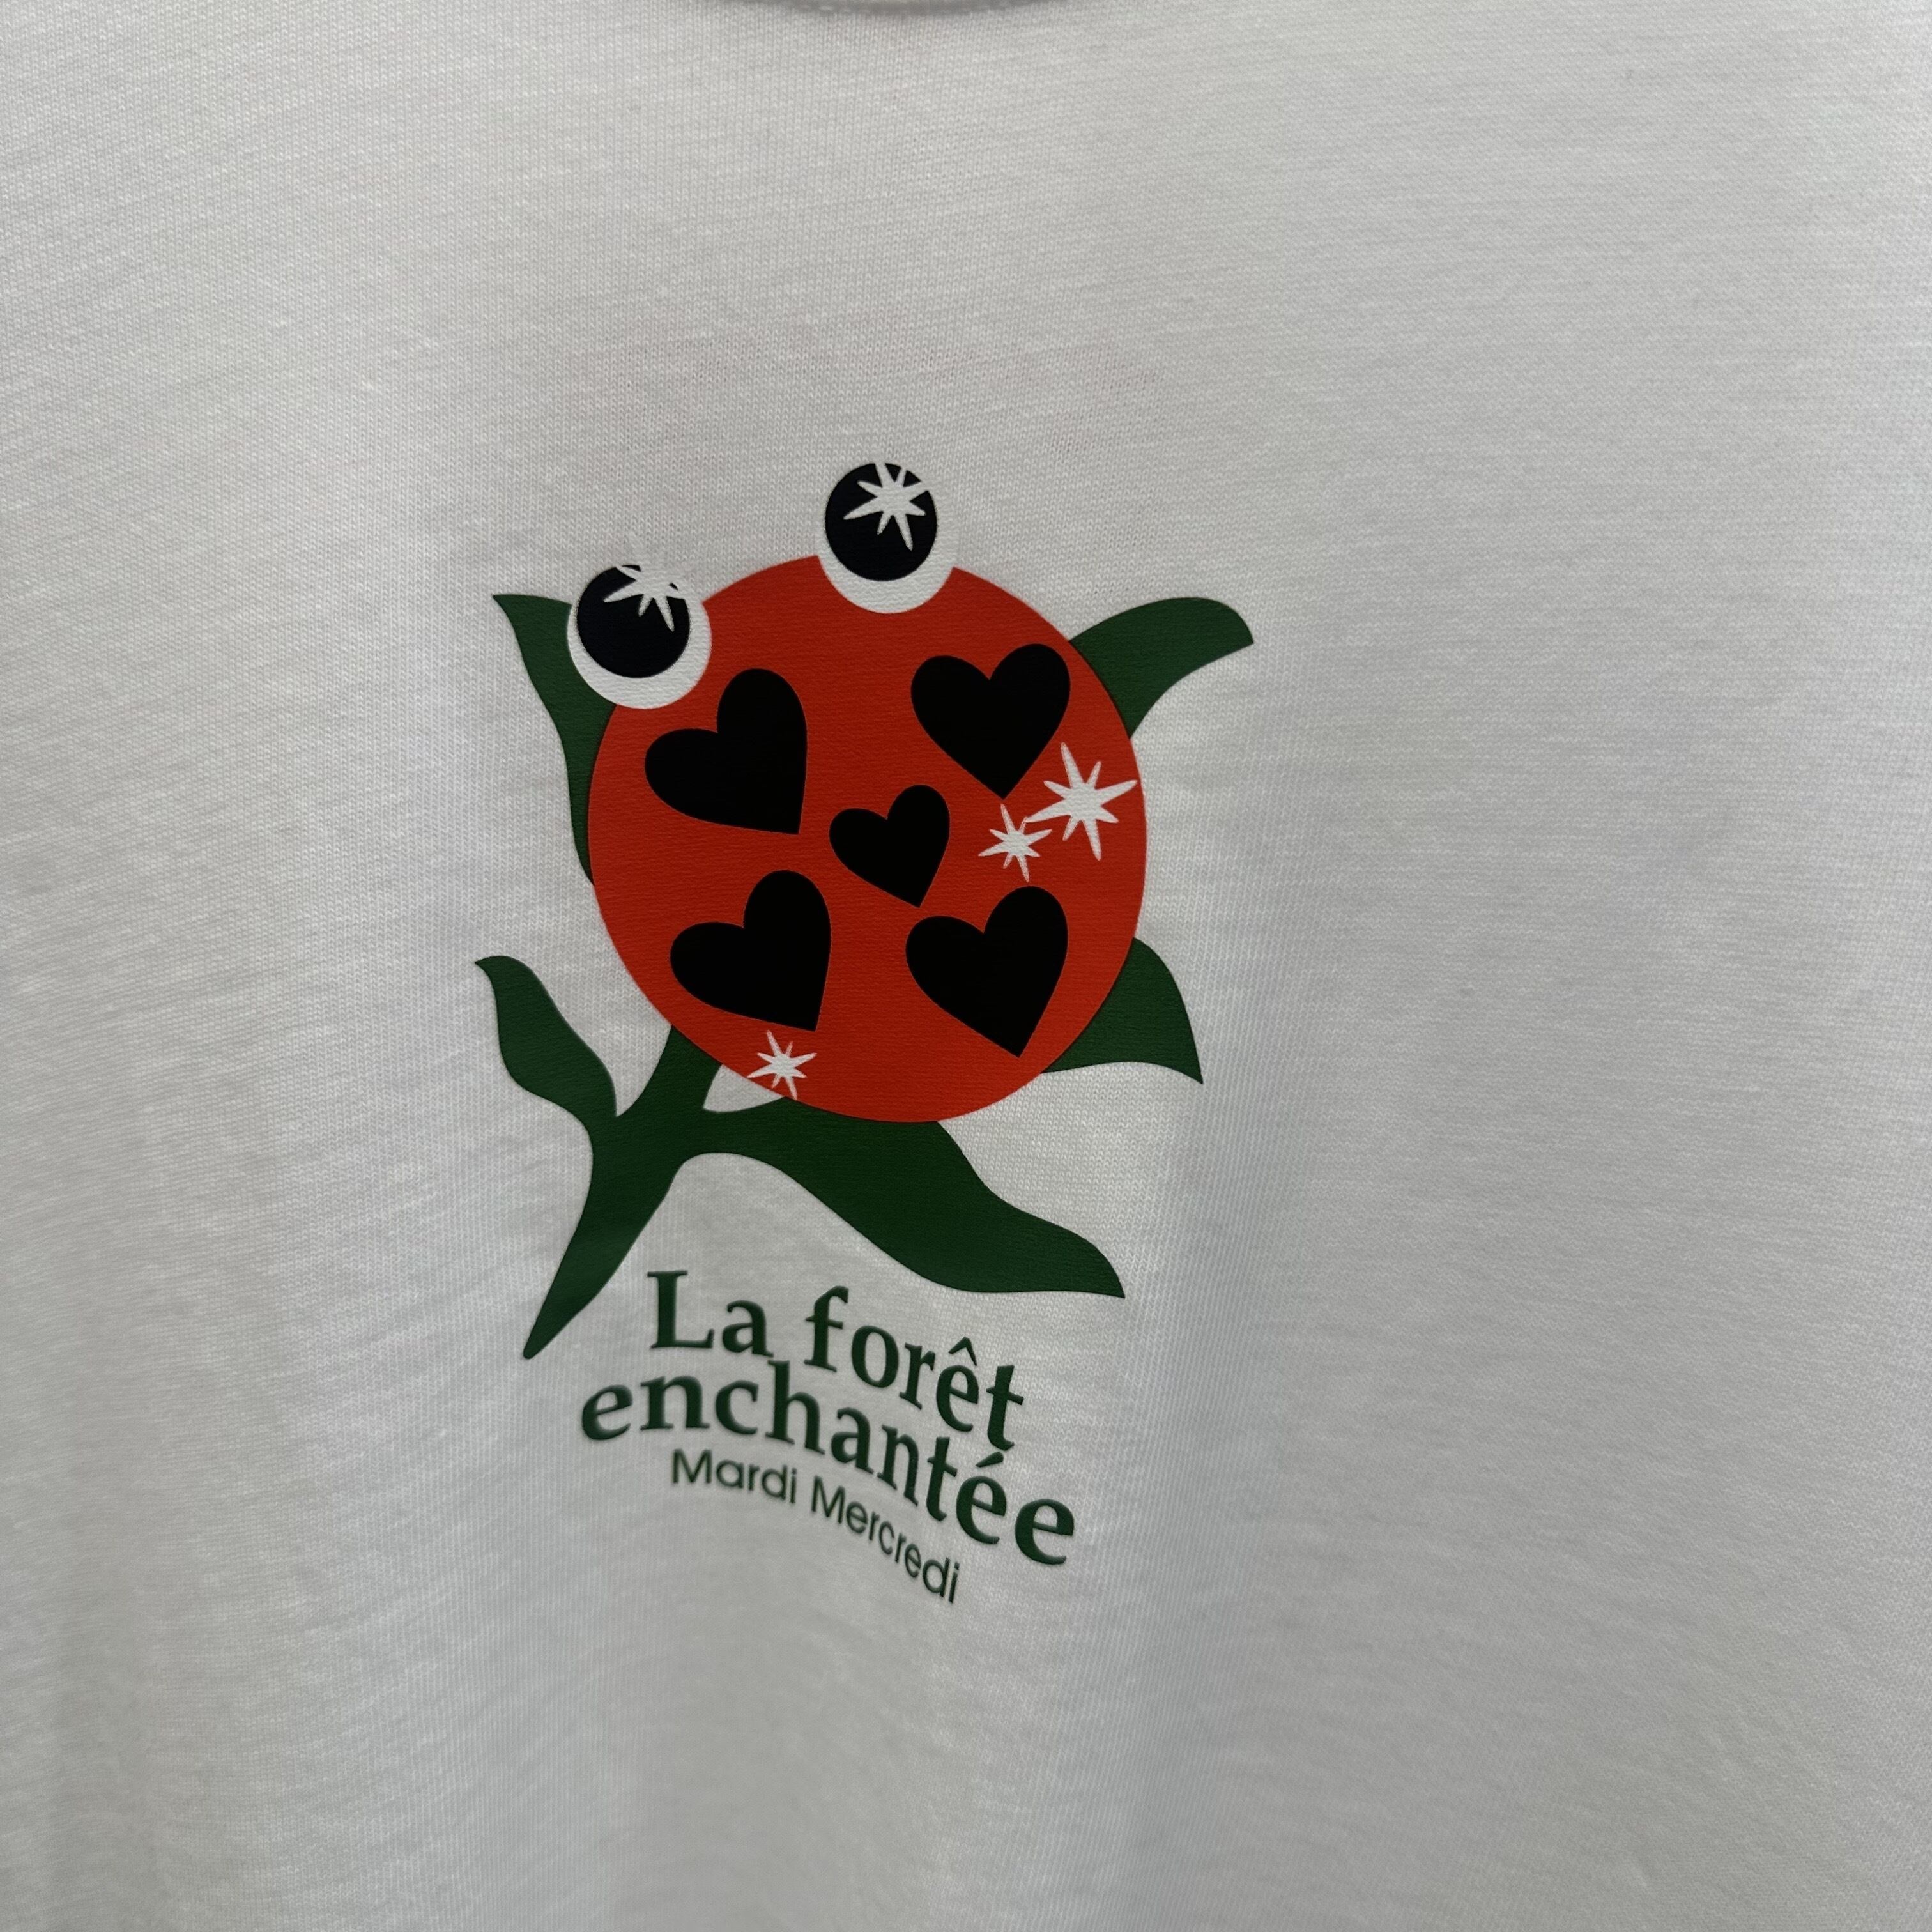 La forêt
enchantée
Mardi Mercredi